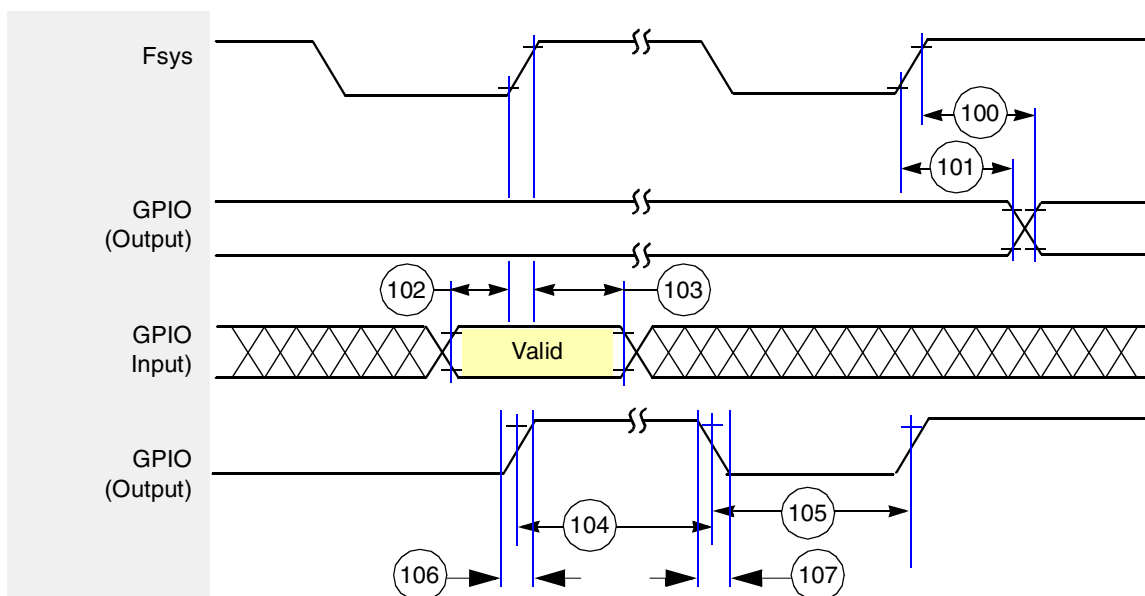 Fsys
100
101
GPIO
(Output)
102
103
GPIO
Input)
Valid
GPIO
(Output)
104
105
106
107